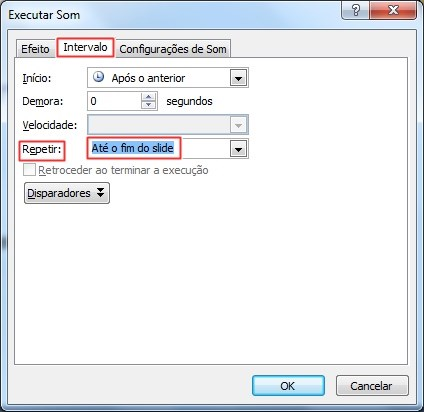 Executar Som
Efeito Intervalo Configurações de Som
Início: Após o anterior
Demora: 0 segundos
Velocidade:
Repetir: Até o fim do slide
Retroceder ao terminar a execução
Disparadores
OK Cancelar